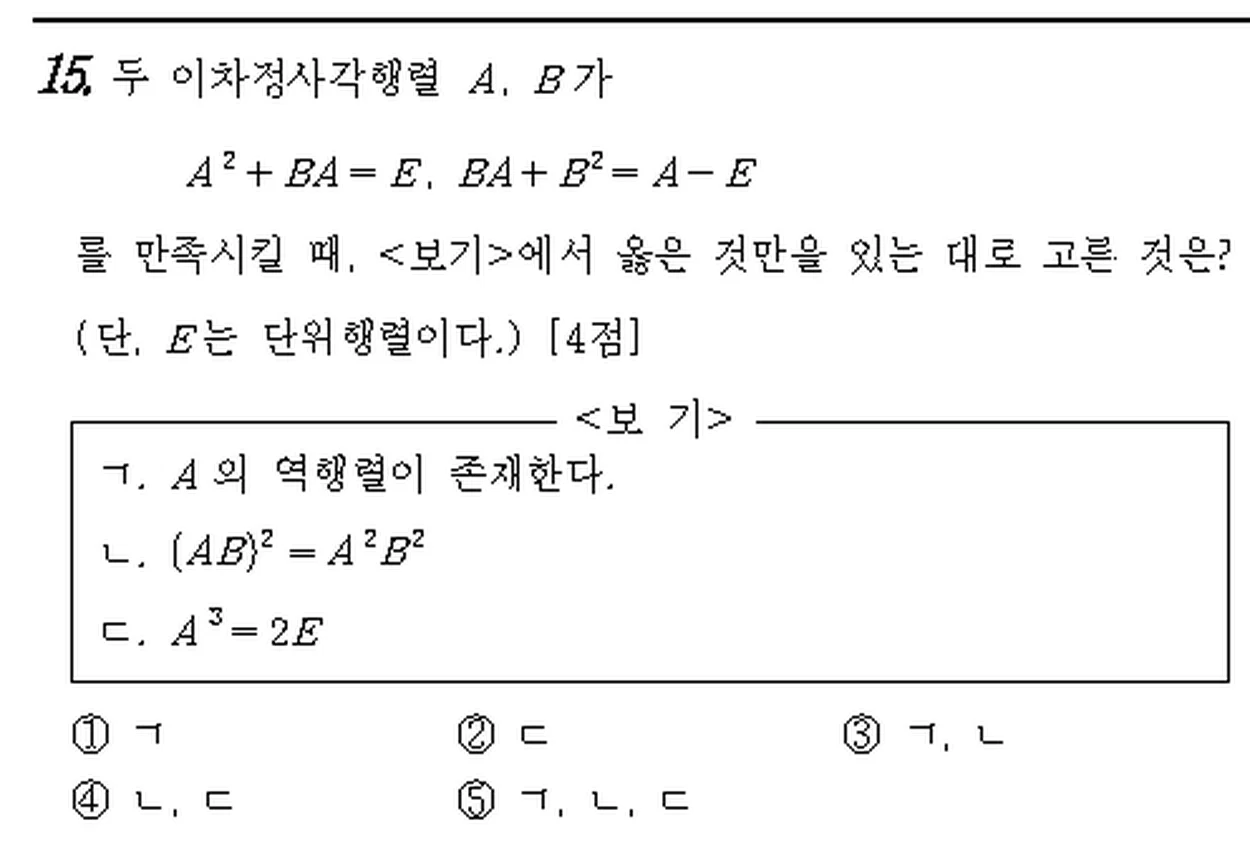 15. 두 이차정사각행렬 A, B가
A² + BA = E, BA + B² = A - E
를 만족시킬 때, <보기>에서 옳은 것만을 있는 대로 고른 것은?
(단, E는 단위행렬이다.) [4점]
<보 기>
ㄱ. A의 역행렬이 존재한다.
ㄴ. (AB)² = A²B²
ㄷ. A³ = 2E
① ㄱ ② ㄷ ③ ㄱ, ㄴ
④ ㄴ, ㄷ ⑤ ㄱ, ㄴ, ㄷ